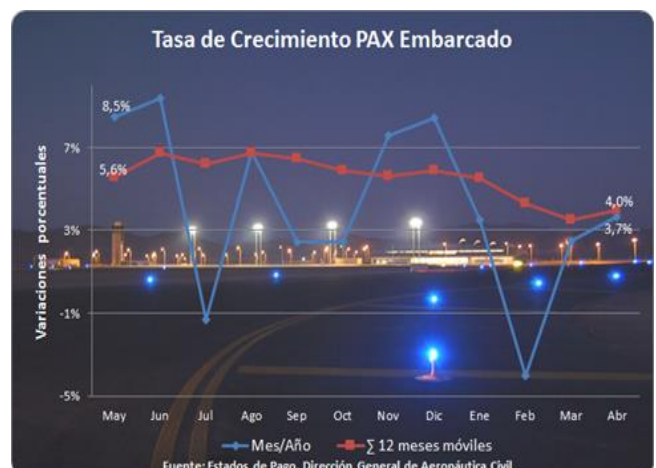 Tasa de Crecimiento PAX Embarcado
Variaciones porcentuales
8,5%
7%
5,6%
4,0%
3%
3,7%
-1%
-5%
May Jun Jul Ago Sep Oct Nov Dic Ene Feb Mar Abr
Mes/Año ∑ 12 meses móviles
Fuente: Estados de Pago, Dirección General de Aeronáutica Civil